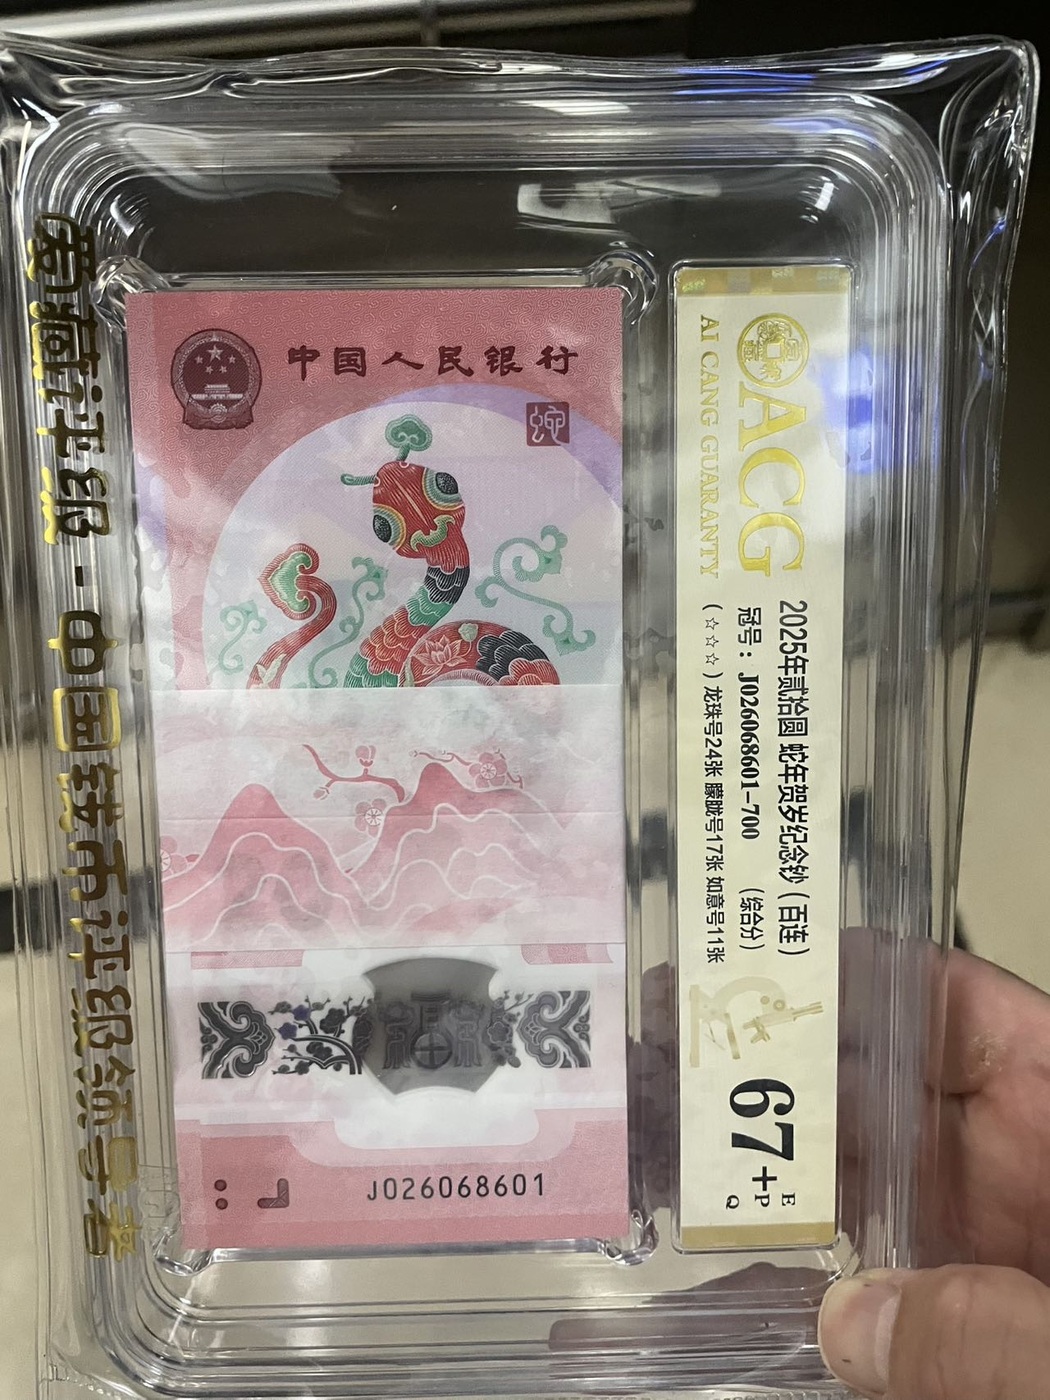 中国人民银行
蛇
J026068601
ACG
AI CANG GUARANTY
2025年贰拾圆 蛇年贺岁纪念钞（百连）
冠号：J026068601-700 （综合分）
（☆☆☆）龙珠号24张 朦胧号17张 如意号11张
67+
E
P
Q
爱藏评级-中国钱币评级领导者